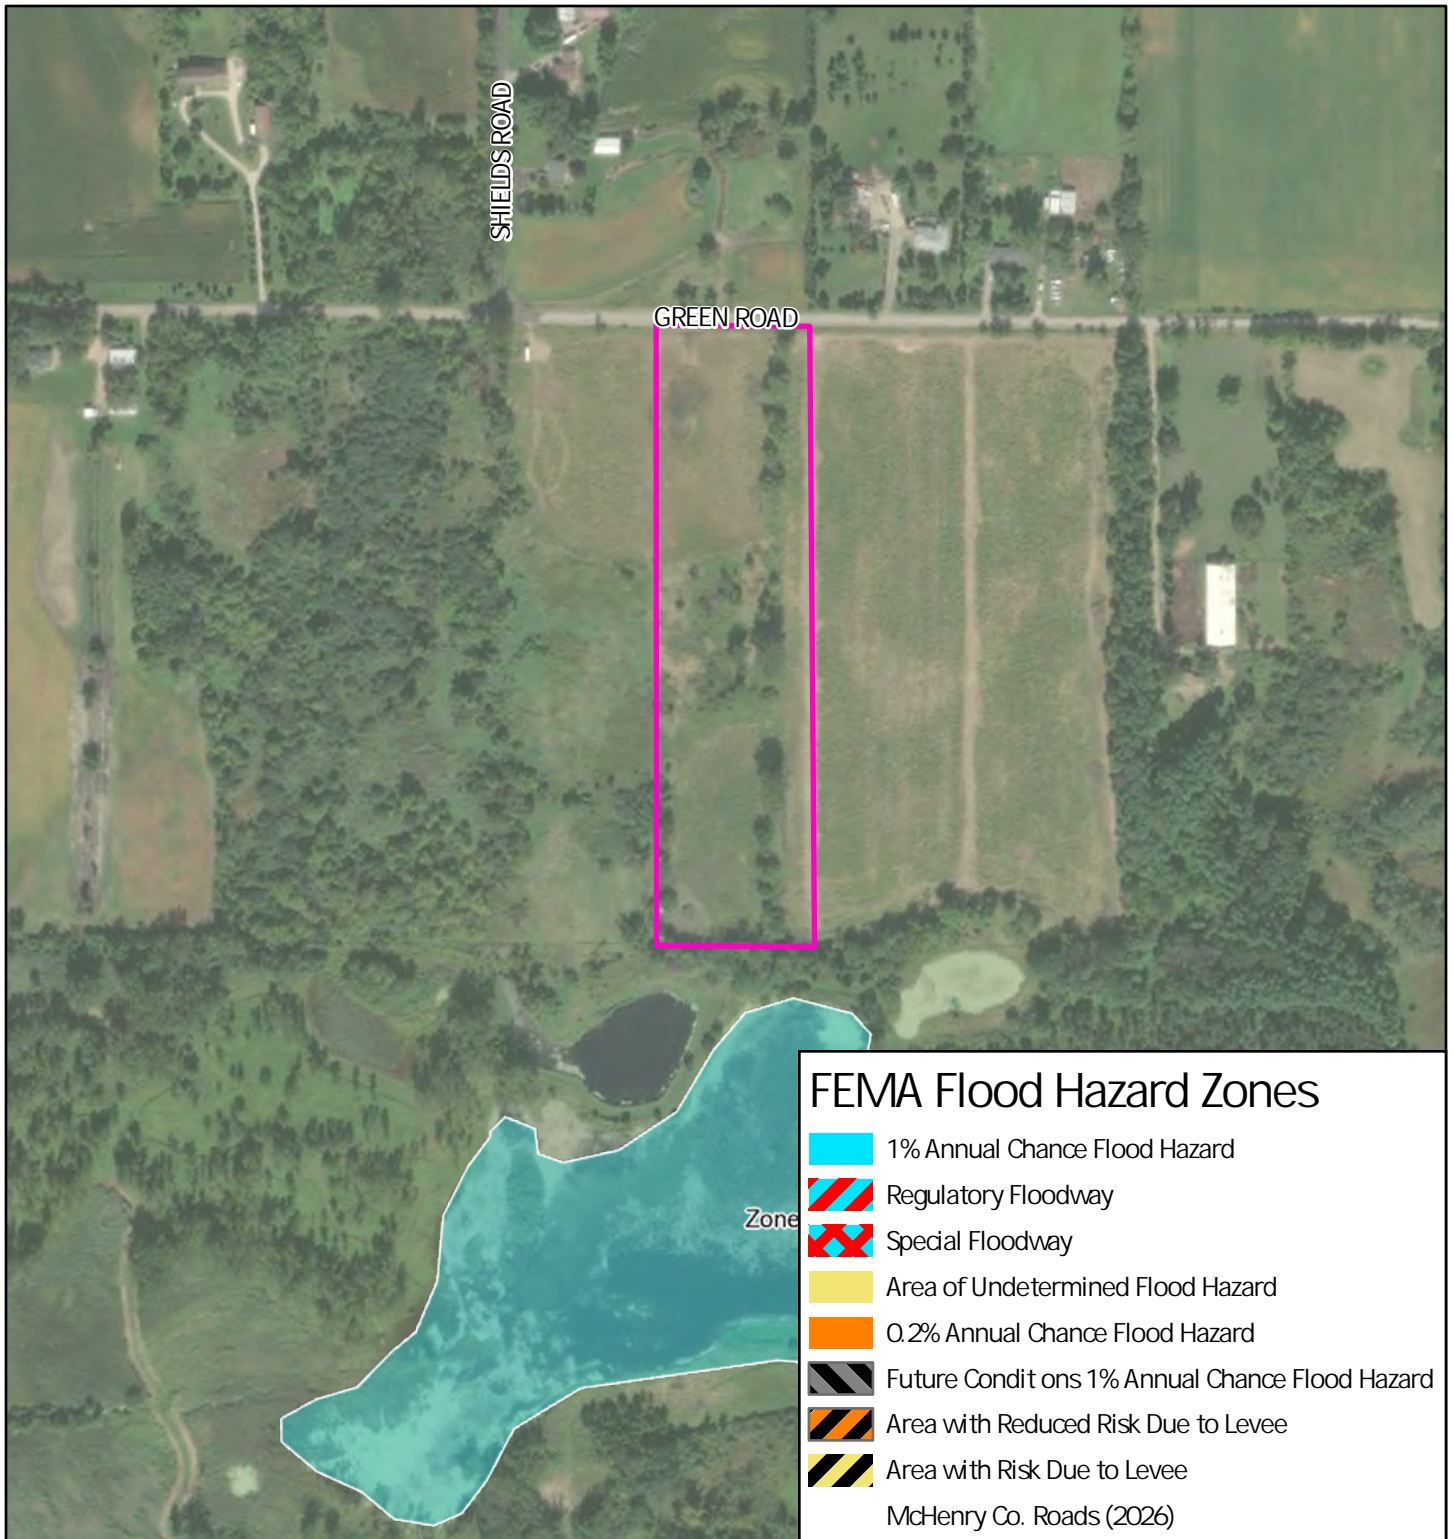 SHIELDS ROAD
GREEN ROAD
Zone
FEMA Flood Hazard Zones
1% Annual Chance Flood Hazard
Regulatory Floodway
Special Floodway
Area of Undetermined Flood Hazard
0.2% Annual Chance Flood Hazard
Future Condit ons 1% Annual Chance Flood Hazard
Area with Reduced Risk Due to Levee
Area with Risk Due to Levee
McHenry Co. Roads (2026)